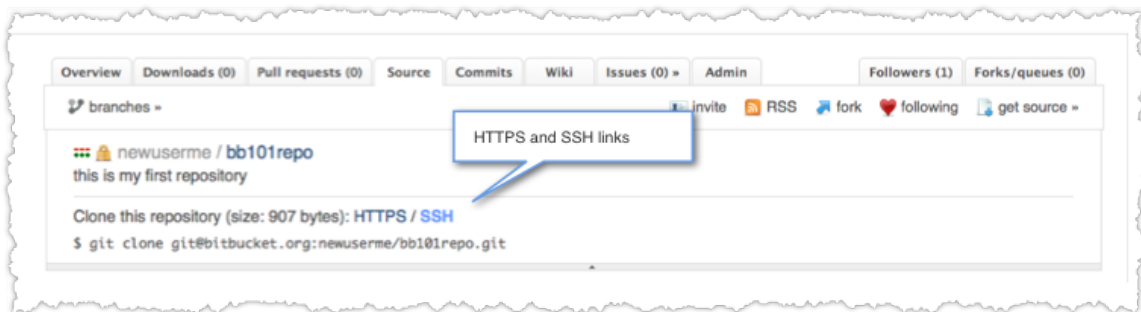 Overview Downloads (0) Pull requests (0) Source Commits Wiki Issues (0) » Admin Followers (1) Forks/queues (0)
branches » invite RSS fork following get source »
HTTPS and SSH links
newuserme / bb101repo
this is my first repository
Clone this repository (size: 907 bytes): HTTPS / SSH
$ git clone git@bitbucket.org:newuserme/bb101repo.git